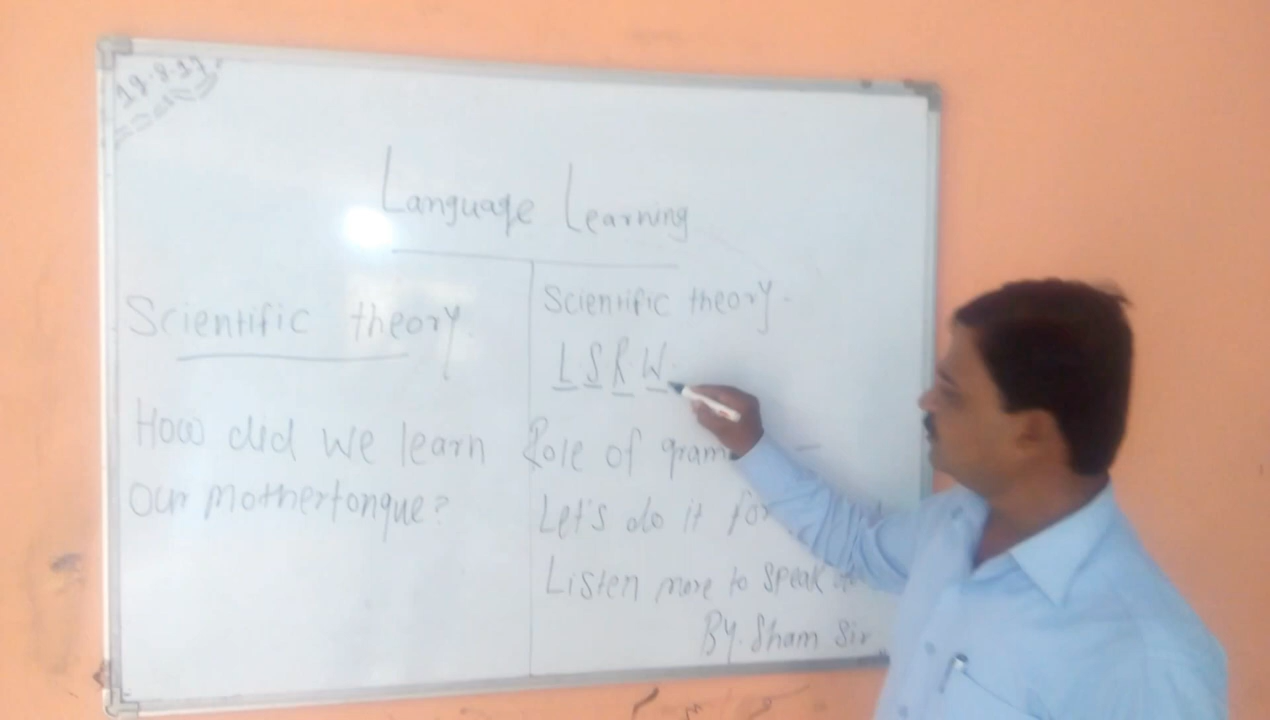 Language Learning
Scientific theory
How did we learn
our mothertongue?
Scientific theory-
L S R W
Role of gram
Let's do it for
Listen more to speak
By. Sham Sir